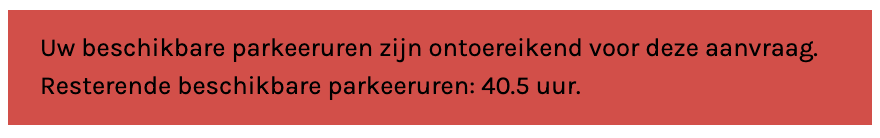 Uw beschikbare parkeeruren zijn ontoereikend voor deze aanvraag.
Resterende beschikbare parkeeruren: 40.5 uur.